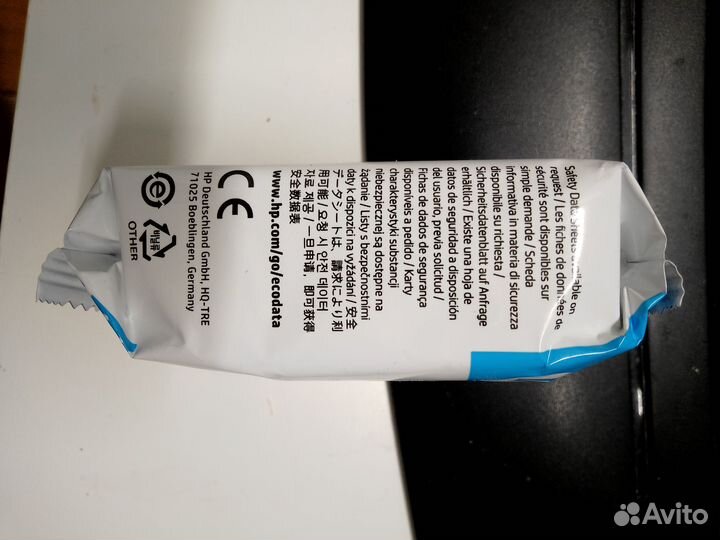 Safety Data Sheets available on
request / Les fiches de données de
sécurité sont disponibles sur
simple demande / Scheda
informativa in materia di sicurezza
disponibile su richiesta /
Sicherheitsdatenblatt auf Anfrage
erhältlich / Existe una hoja de
datos de seguridad a disposición
del usuario, previa solicitud /
Fichas de dados de segurança
disponíveis a pedido / Karty
charakterystyki substancji
niebezpiecznej są dostępne na
żądanie / Listy s bezpečnostními
daty k dispozici na vyžádání / 安全
データシートは、請求により利
用可能 / 요청 시 안전 데이터
자료 제공 / 一旦申请，即可获得
安全数据表
www.hp.com/go/ecodata
CE
HP Deutschland GmbH, HQ-TRE
71025 Boeblingen, Germany
비닐류
OTHER
Avito